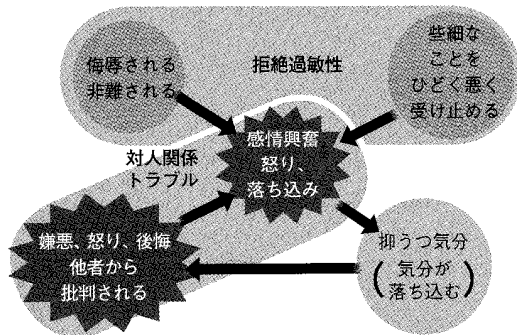 侮辱される
非難される
拒絶過敏性
些細な
ことを
ひどく悪く
受け止める
対人関係
トラブル
感情興奮
怒り、
落ち込み
嫌悪、怒り、後悔
他者から
批判される
抑うつ気分
(気分が
落ち込む)